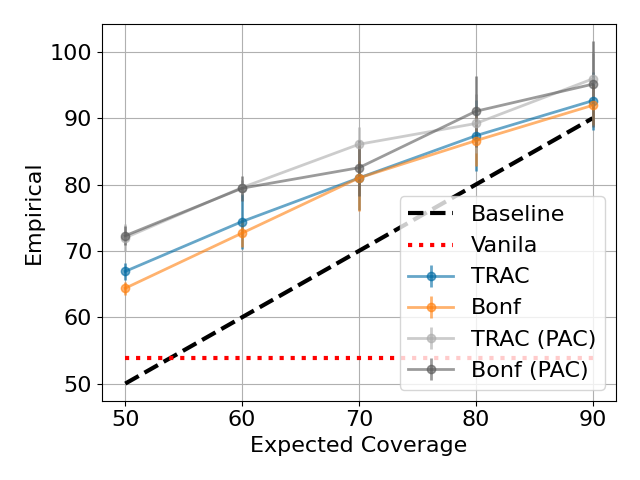 100
90
80
70
60
50
Empirical
50
60
70
80
90
Expected Coverage
Baseline
Vanila
TRAC
Bonf
TRAC (PAC)
Bonf (PAC)